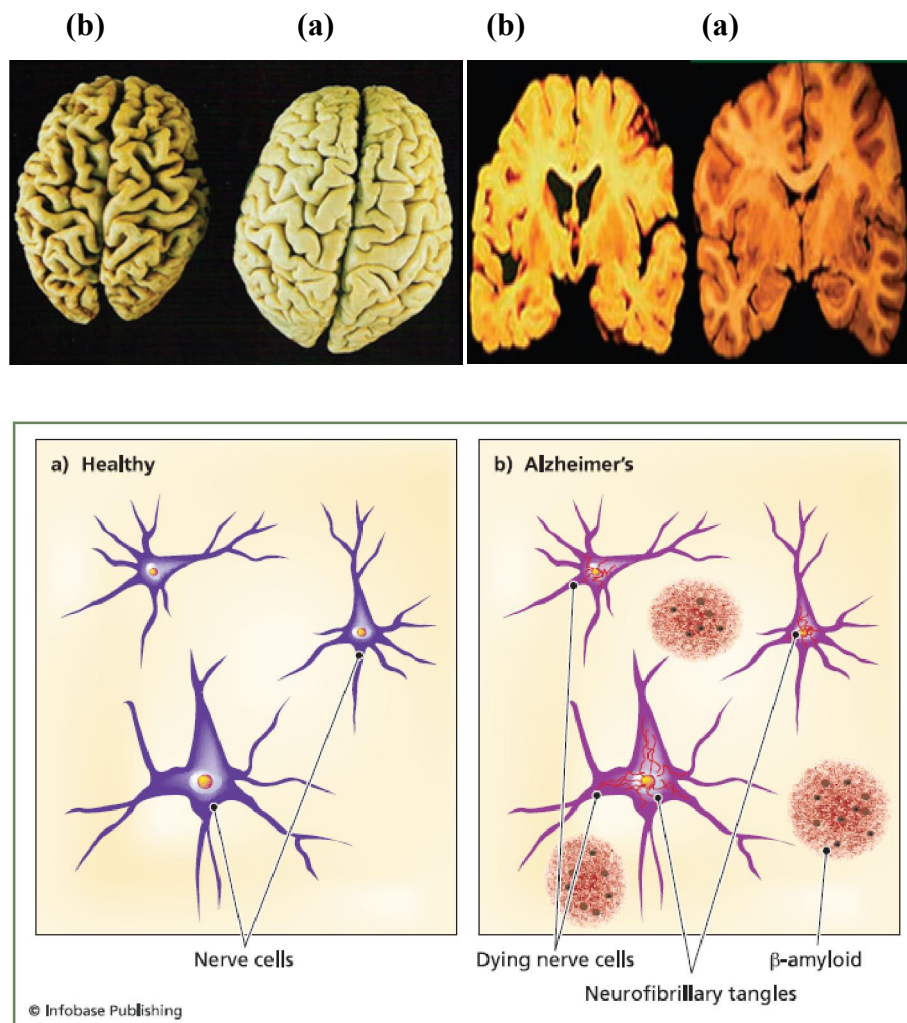 (b) (a) (b) (a)
a) Healthy
b) Alzheimer's
Nerve cells
Dying nerve cells
β-amyloid
Neurofibrillary tangles
© Infobase Publishing